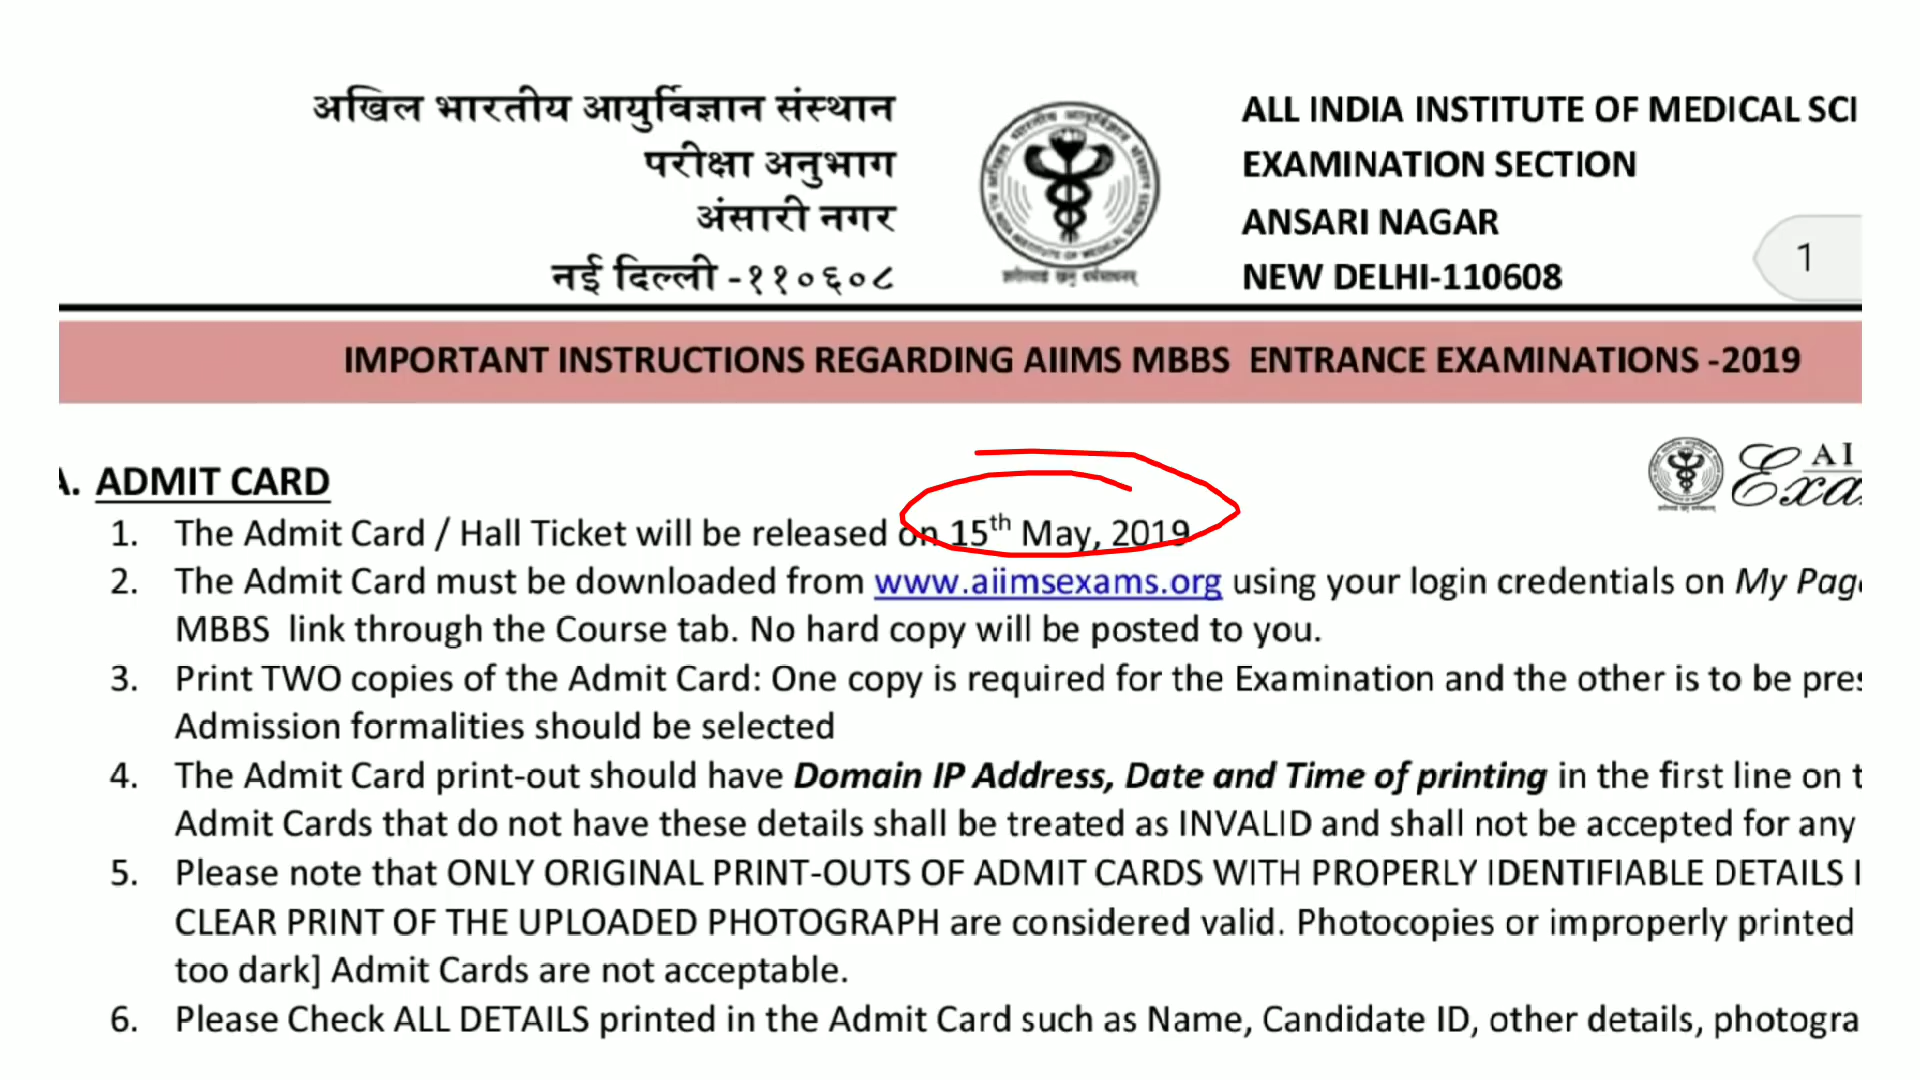 अखिल भारतीय आयुर्विज्ञान संस्थान
परीक्षा अनुभाग
अंसारी नगर
नई दिल्ली -११०६०८
ALL INDIA INSTITUTE OF MEDICAL SCI
EXAMINATION SECTION
ANSARI NAGAR
NEW DELHI-110608
1
IMPORTANT INSTRUCTIONS REGARDING AIIMS MBBS ENTRANCE EXAMINATIONS -2019
AI
Exa
A. ADMIT CARD
1. The Admit Card / Hall Ticket will be released on 15th May, 2019
2. The Admit Card must be downloaded from www.aiimsexams.org using your login credentials on My Page
MBBS link through the Course tab. No hard copy will be posted to you.
3. Print TWO copies of the Admit Card: One copy is required for the Examination and the other is to be pres
Admission formalities should be selected
4. The Admit Card print-out should have Domain IP Address, Date and Time of printing in the first line on t
Admit Cards that do not have these details shall be treated as INVALID and shall not be accepted for any
5. Please note that ONLY ORIGINAL PRINT-OUTS OF ADMIT CARDS WITH PROPERLY IDENTIFIABLE DETAILS I
CLEAR PRINT OF THE UPLOADED PHOTOGRAPH are considered valid. Photocopies or improperly printed
too dark] Admit Cards are not acceptable.
6. Please Check ALL DETAILS printed in the Admit Card such as Name, Candidate ID, other details, photogra